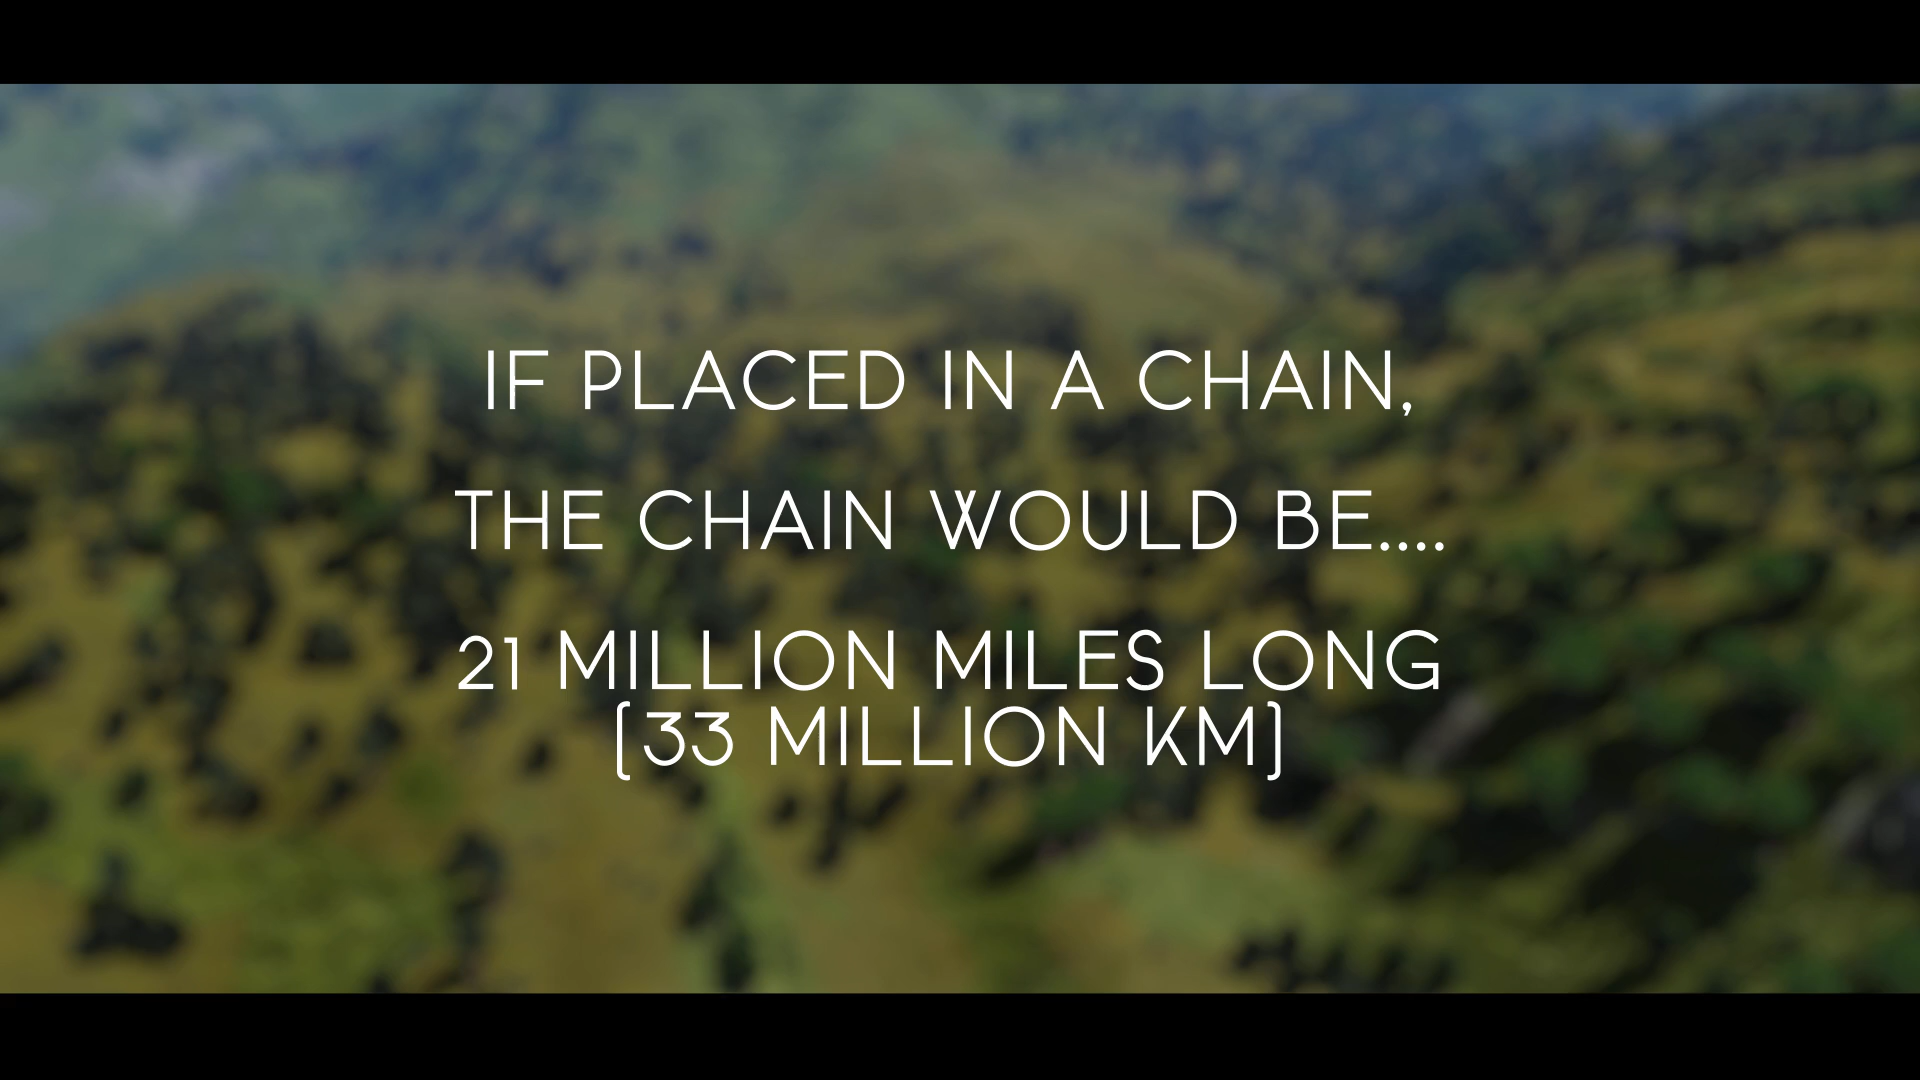 IF PLACED IN A CHAIN,
THE CHAIN WOULD BE....
21 MILLION MILES LONG
(33 MILLION KM)